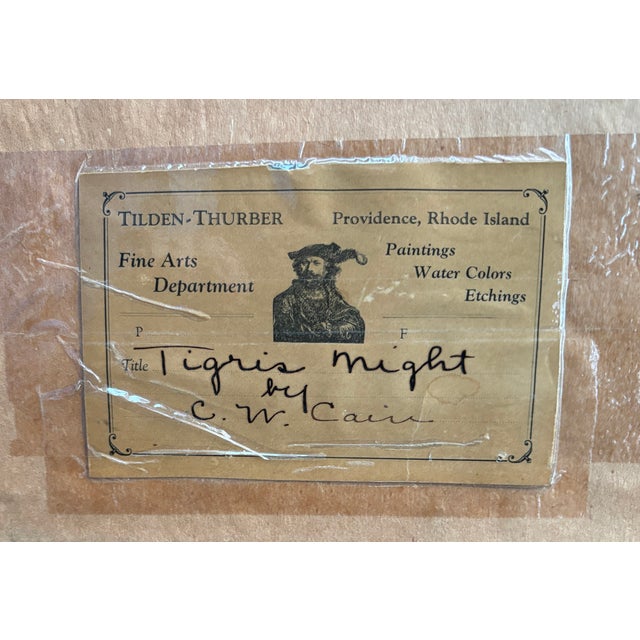 TILDEN-THURBER Providence, Rhode Island
Fine Arts Department
Paintings
Water Colors
Etchings
P F
Title Tigris Night
by
C. W. Cain